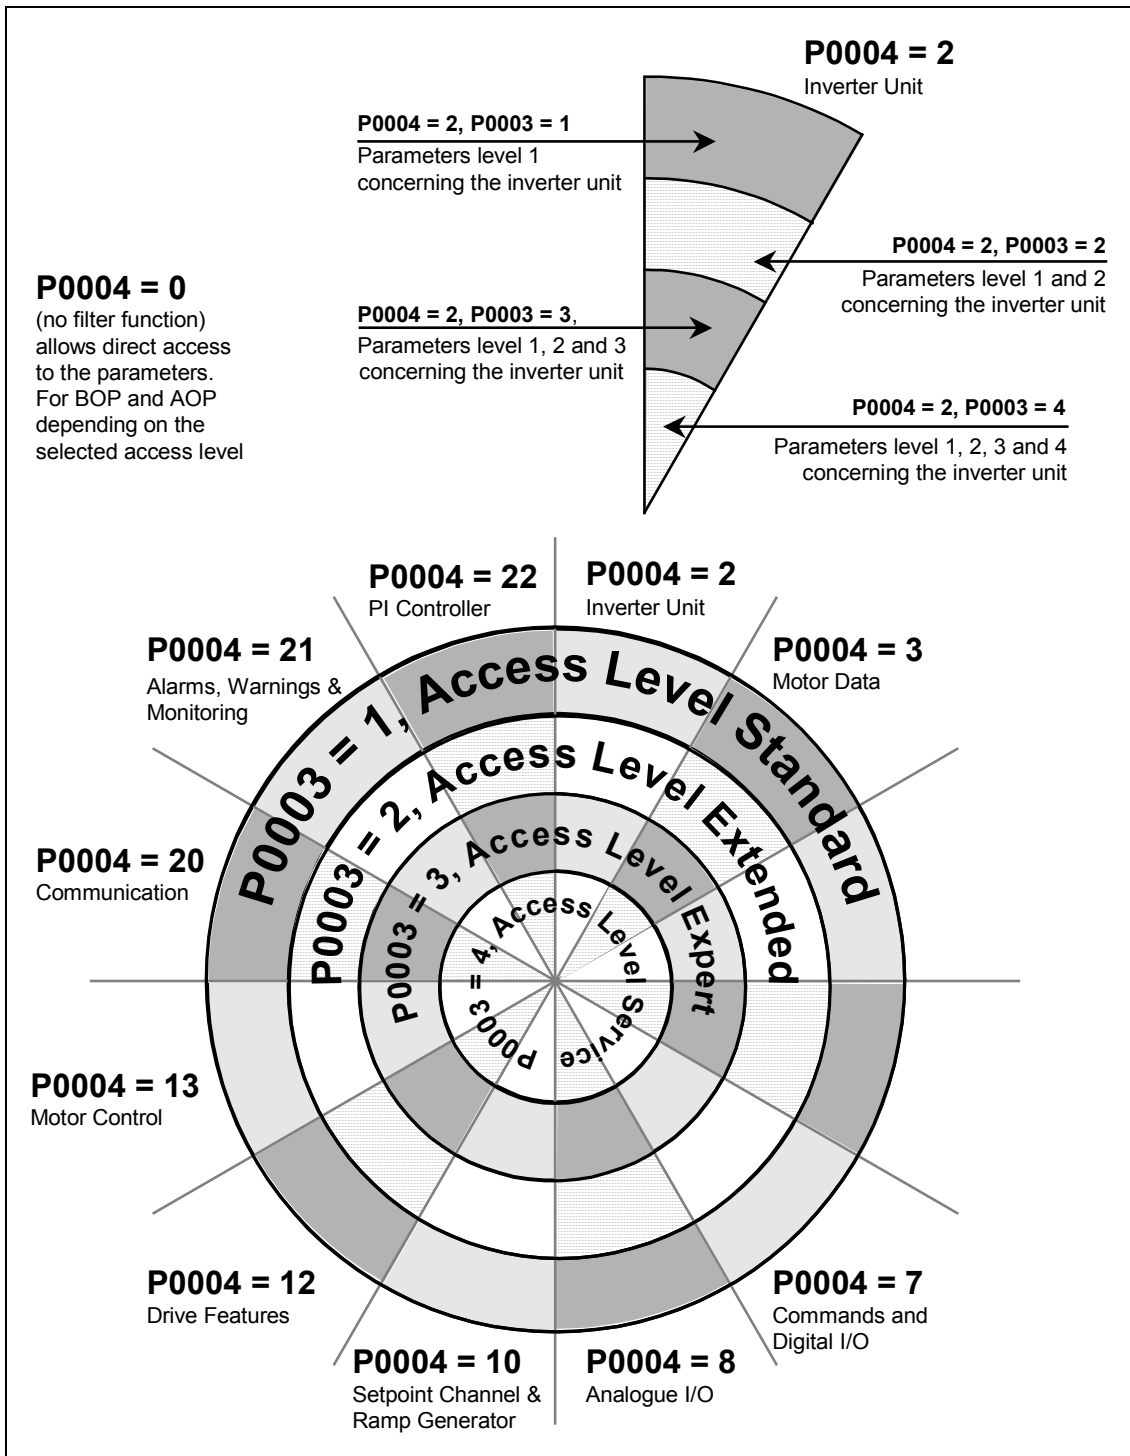 P0004 = 2
Inverter Unit
P0004 = 2, P0003 = 1
Parameters level 1
concerning the inverter unit
P0004 = 2, P0003 = 2
Parameters level 1 and 2
concerning the inverter unit
P0004 = 0
(no filter function)
allows direct access
to the parameters.
For BOP and AOP
depending on the
selected access level
P0004 = 2, P0003 = 3,
Parameters level 1, 2 and 3
concerning the inverter unit
P0004 = 2, P0003 = 4
Parameters level 1, 2, 3 and 4
concerning the inverter unit
P0004 = 22
PI Controller
P0004 = 2
Inverter Unit
P0004 = 21
Alarms, Warnings &
Monitoring
P0004 = 3
Motor Data
P0003 = 1, Access Level Standard
P0003 = 2, Access Level Extended
P0003 = 3, Access Level Expert
P0003 = 4, Access Level Service
P0004 = 20
Communication
P0004 = 13
Motor Control
P0004 = 12
Drive Features
P0004 = 7
Commands and
Digital I/O
P0004 = 10
Setpoint Channel &
Ramp Generator
P0004 = 8
Analogue I/O